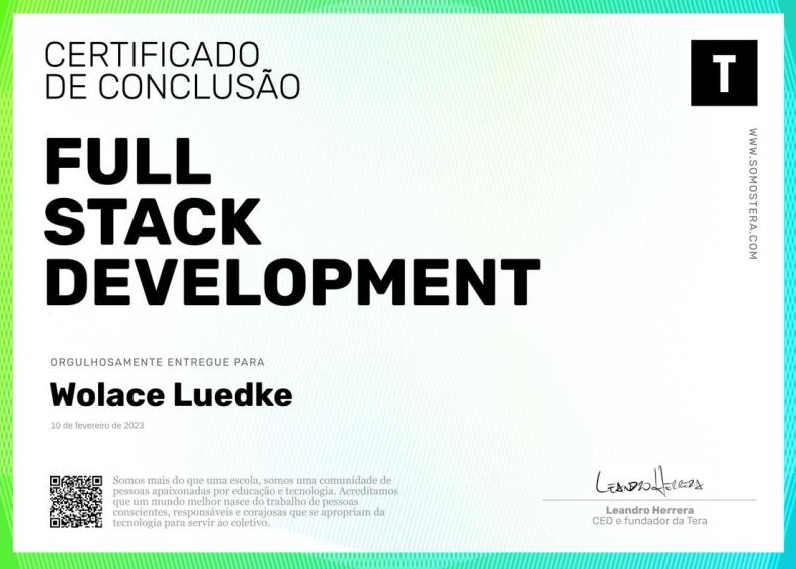 CERTIFICADO
DE CONCLUSÃO
T
WWW.SOMOSTERA.COM
FULL
STACK
DEVELOPMENT
ORGULHOSAMENTE ENTREGUE PARA
Wolace Luedke
10 de fevereiro de 2023
Somos mais do que uma escola, somos uma comunidade de
pessoas apaixonadas por educação e tecnologia. Acreditamos
que um mundo melhor nasce do trabalho de pessoas
conscientes, responsáveis e corajosas que se apropriam da
tecnologia para servir ao coletivo.
Leandro Herrera
Leandro Herrera
CEO e fundador da Tera